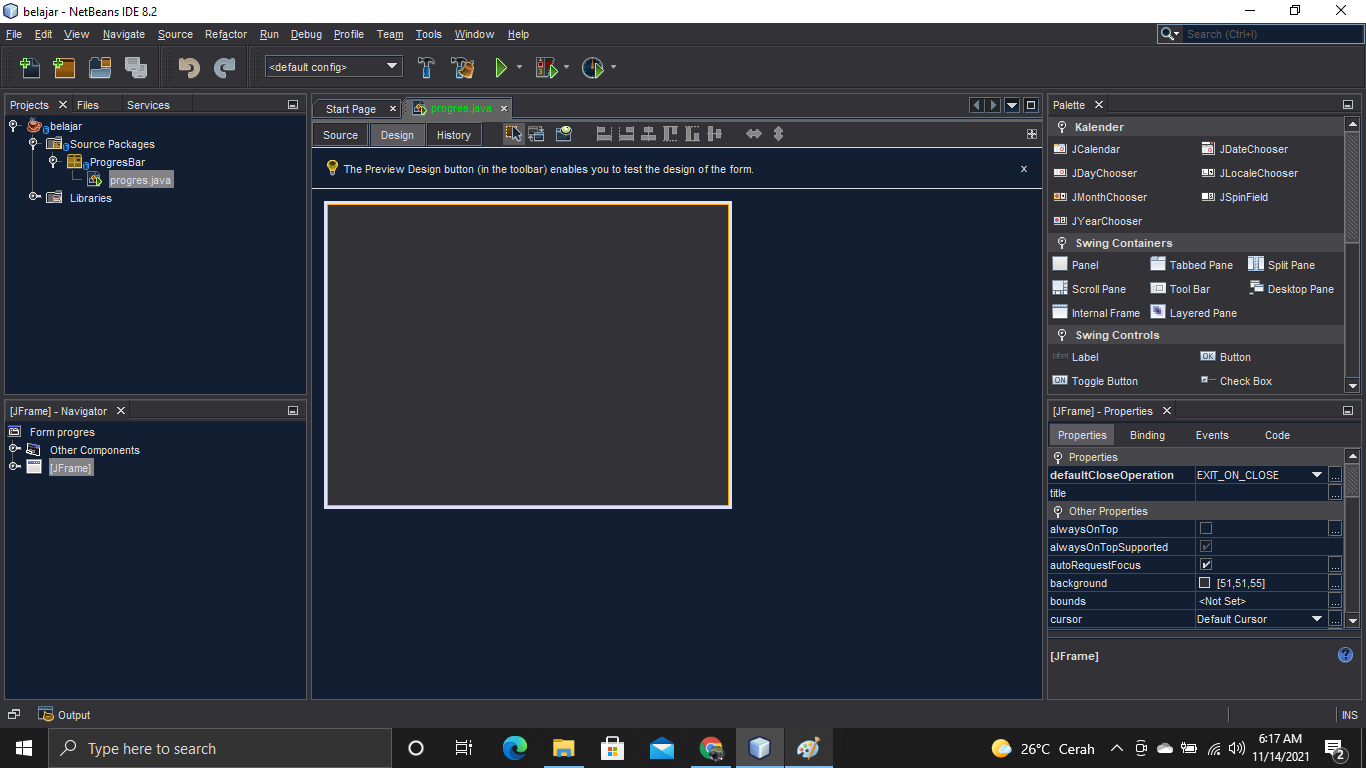 belajar - NetBeans IDE 8.2
File Edit View Navigate Source Refactor Run Debug Profile Team Tools Window Help
Search (Ctrl+I)
<default config>
Projects Files Services
belajar
Source Packages
ProgresBar
progres.java
Libraries
[JFrame] - Navigator
Form progres
Other Components
[JFrame]
Start Page progres.java
Source Design History
The Preview Design button (in the toolbar) enables you to test the design of the form. x
Palette
Kalender
JCalendar JDateChooser
JDayChooser JLocaleChooser
JMonthChooser JSpinField
JYearChooser
Swing Containers
Panel Tabbed Pane Split Pane
Scroll Pane Tool Bar Desktop Pane
Internal Frame Layered Pane
Swing Controls
label Label OK Button
ON Toggle Button Check Box
[JFrame] - Properties
Properties Binding Events Code
Properties
defaultCloseOperation EXIT_ON_CLOSE ...
title ...
Other Properties
alwaysOnTop ...
alwaysOnTopSupported
autoRequestFocus ...
background [51,51,55] ...
bounds <Not Set> ...
cursor Default Cursor ...
[JFrame] ?
Output
INS
Type here to search
26°C Cerah
6:17 AM
11/14/2021
2